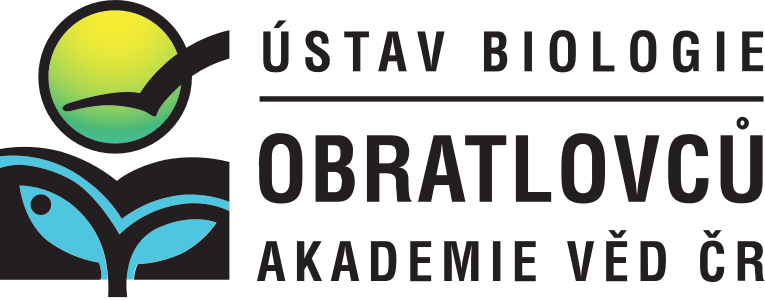 ÚSTAV BIOLOGIE
OBRATLOVCŮ
AKADEMIE VĚD ČR